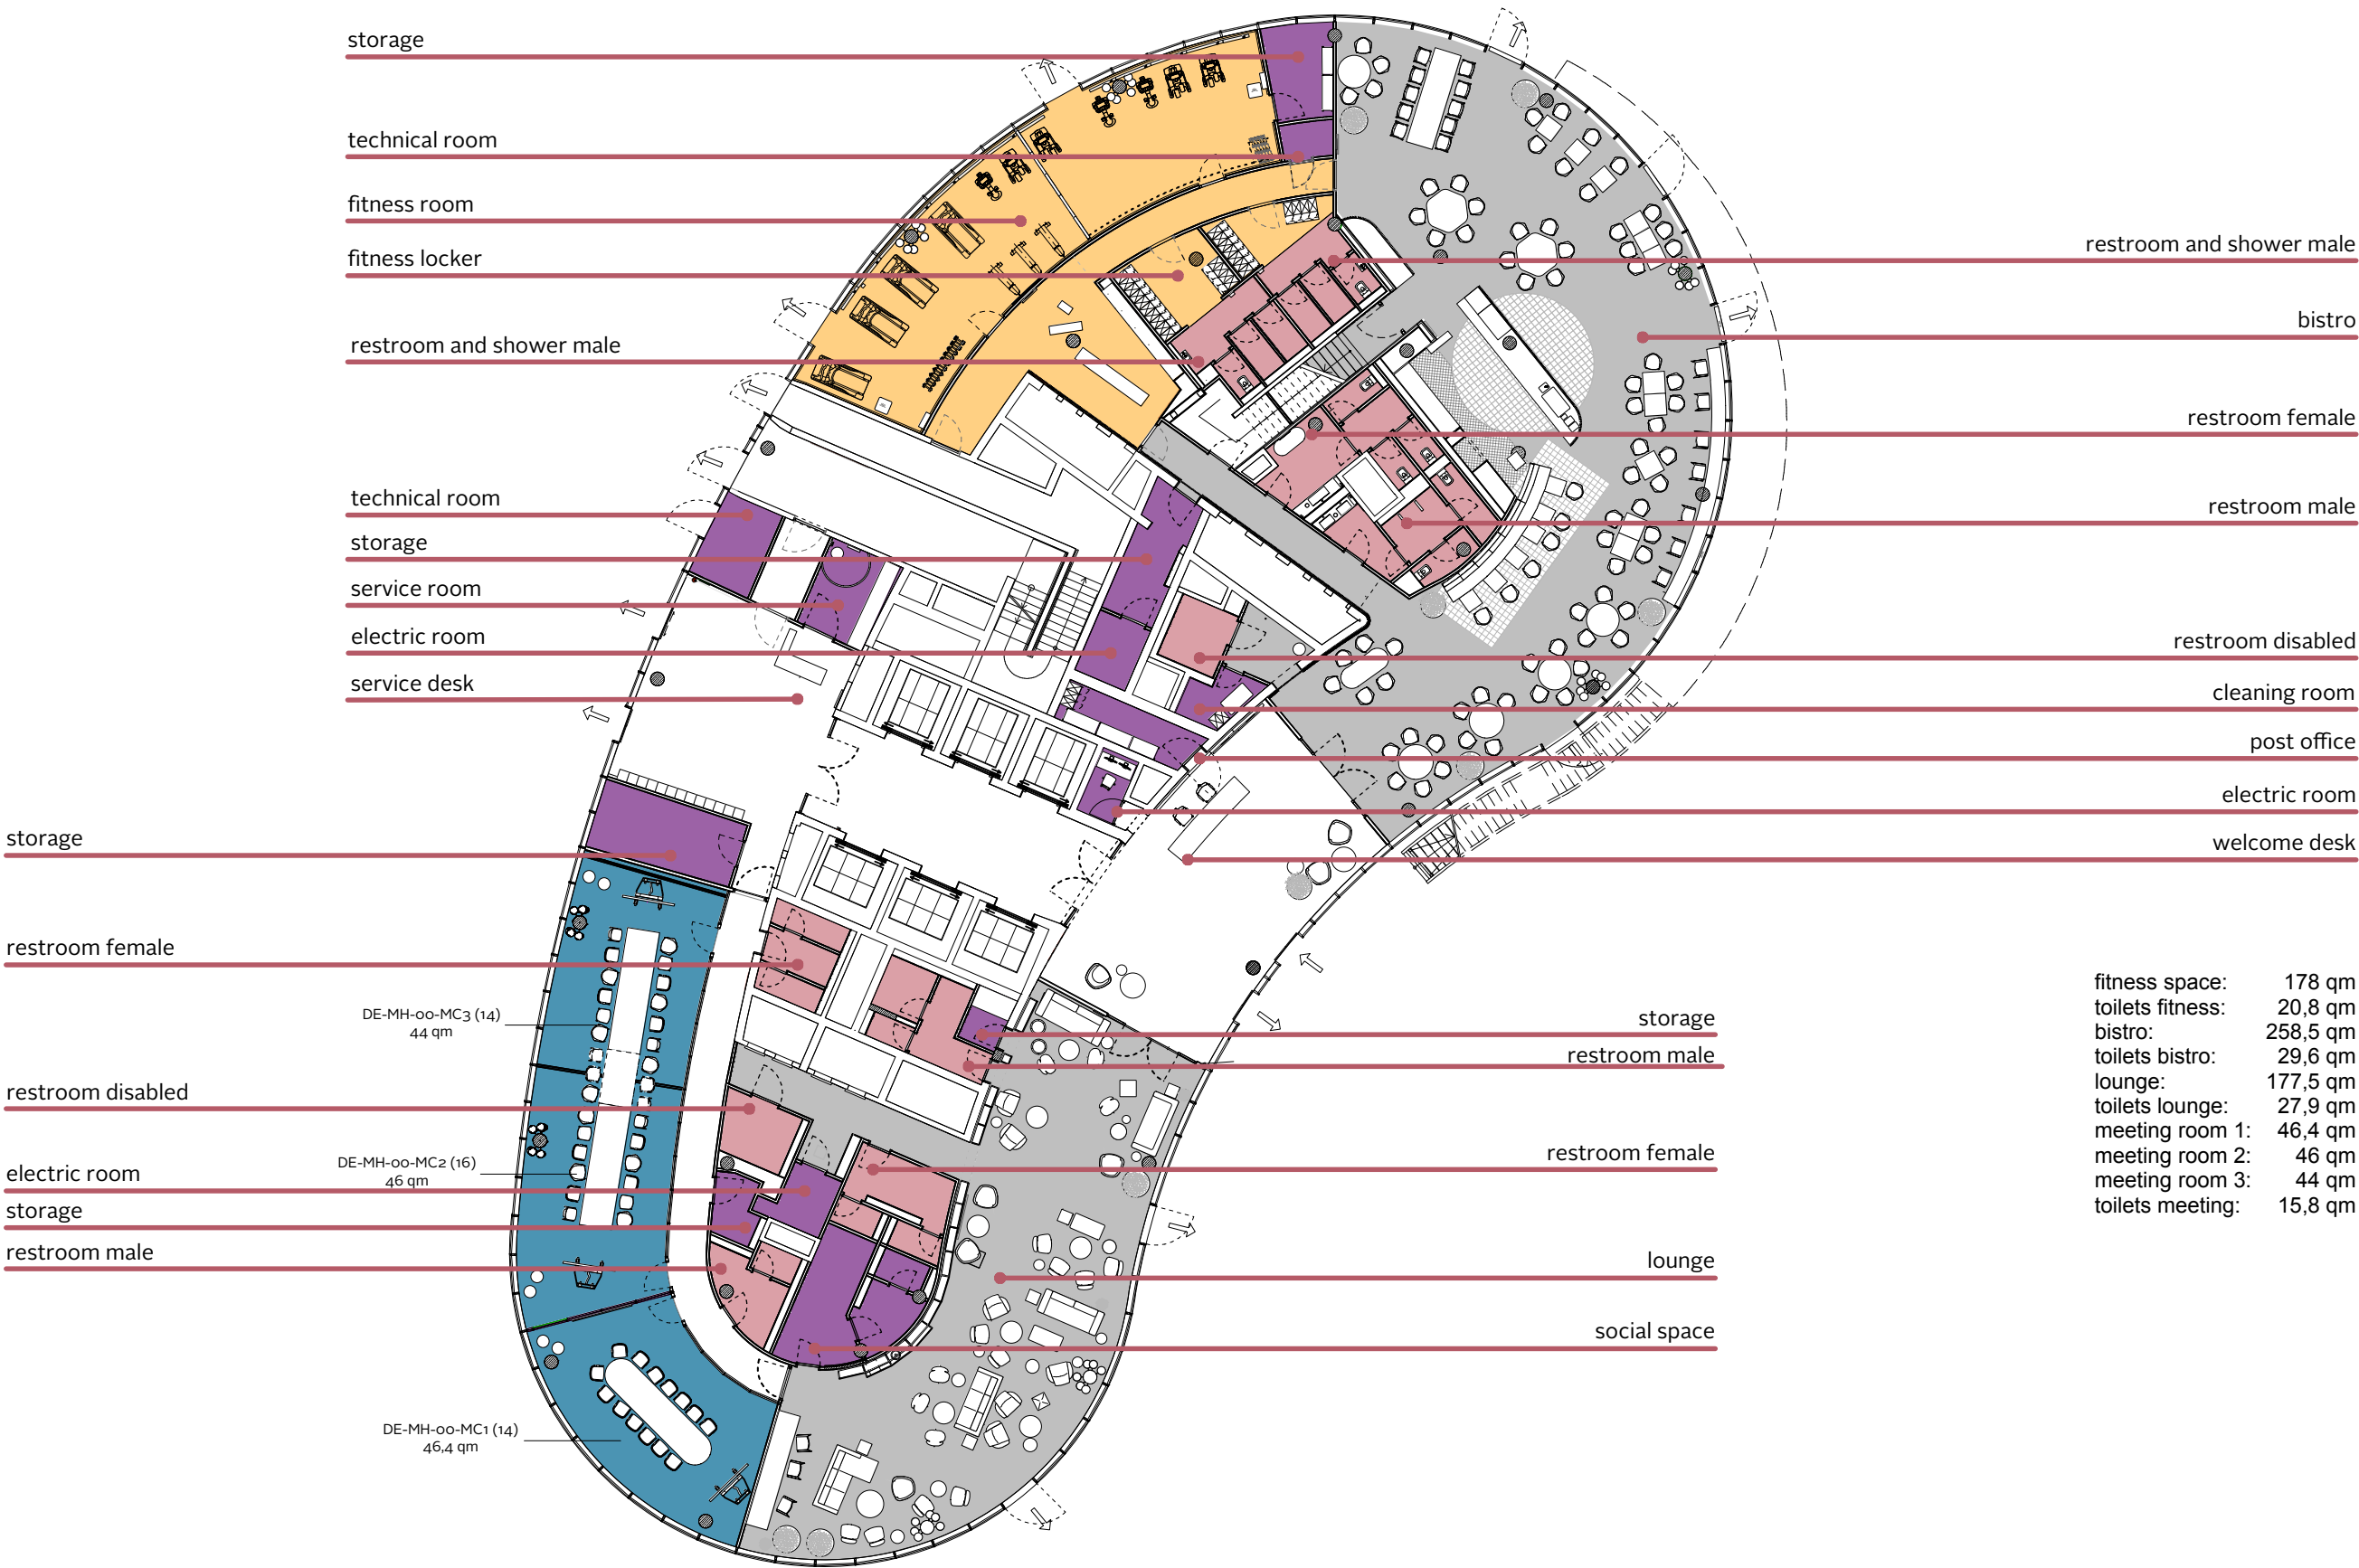 storage
technical room
fitness room
fitness locker
restroom and shower male
technical room
storage
service room
electric room
service desk
storage
restroom female
DE-MH-00-MC3 (14)
44 qm
restroom disabled
DE-MH-00-MC2 (16)
46 qm
electric room
storage
restroom male
DE-MH-00-MC1 (14)
46,4 qm
restroom and shower male
bistro
restroom female
restroom male
restroom disabled
cleaning room
post office
electric room
welcome desk
storage
restroom male
restroom female
lounge
social space
fitness space: 178 qm
toilets fitness: 20,8 qm
bistro: 258,5 qm
toilets bistro: 29,6 qm
lounge: 177,5 qm
toilets lounge: 27,9 qm
meeting room 1: 46,4 qm
meeting room 2: 46 qm
meeting room 3: 44 qm
toilets meeting: 15,8 qm